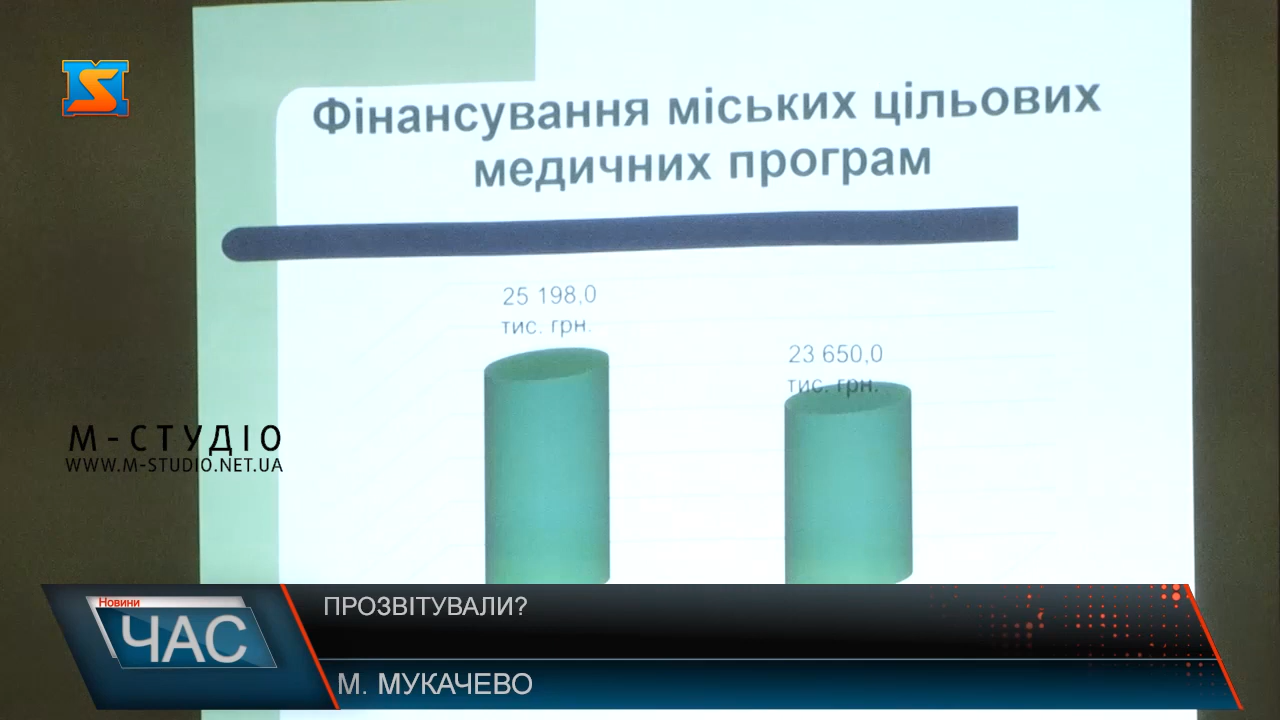 Фінансування міських цільових
медичних програм
25 198,0
тис. грн.
23 650,0
тис. грн.
М-СТУДІО
WWW.M-STUDIO.NET.UA
Новини
ЧАС
ПРОЗВІТУВАЛИ?
М. МУКАЧЕВО